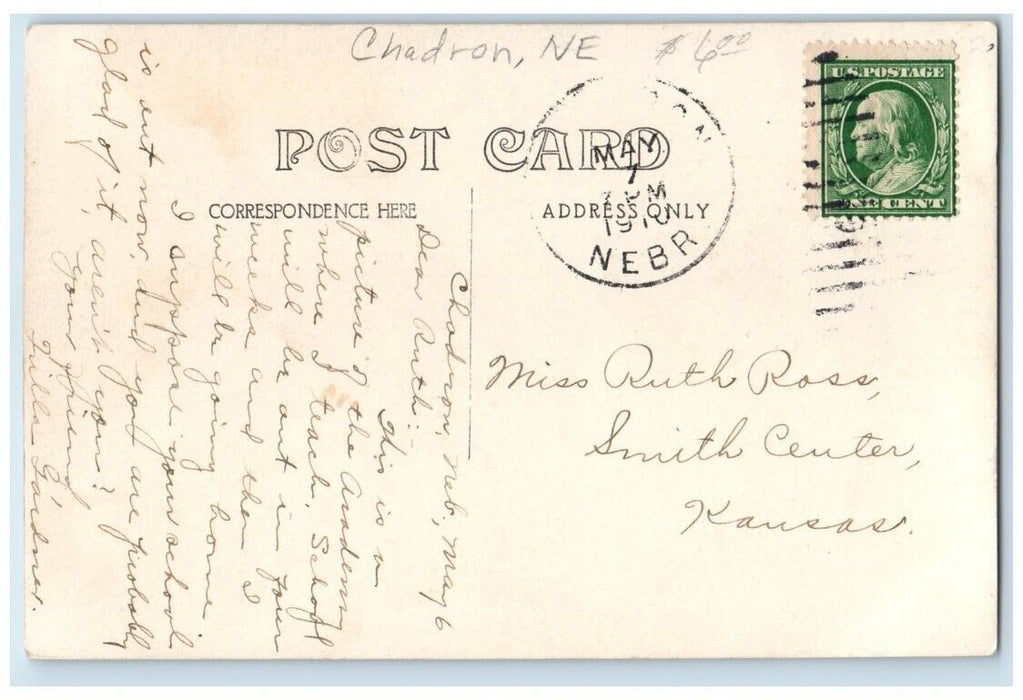 Chadron, NE $6.00
U.S. POSTAGE
ONE CENT
POST CARD
CORRESPONDENCE HERE
ADDRESS ONLY
MAY
7
M
1910
NEBR
Chadron, Neb. May 6
Dear Ruth:-
This is a
picture of the Academy
where I teach. School
will be out in four
weeks and then I
will be going home.
I suppose your school
is out now, and you are probably
glad of it, aren't you?
Your friend
Gardner.
Miss Ruth Ross,
Smith Center,
Kansas.